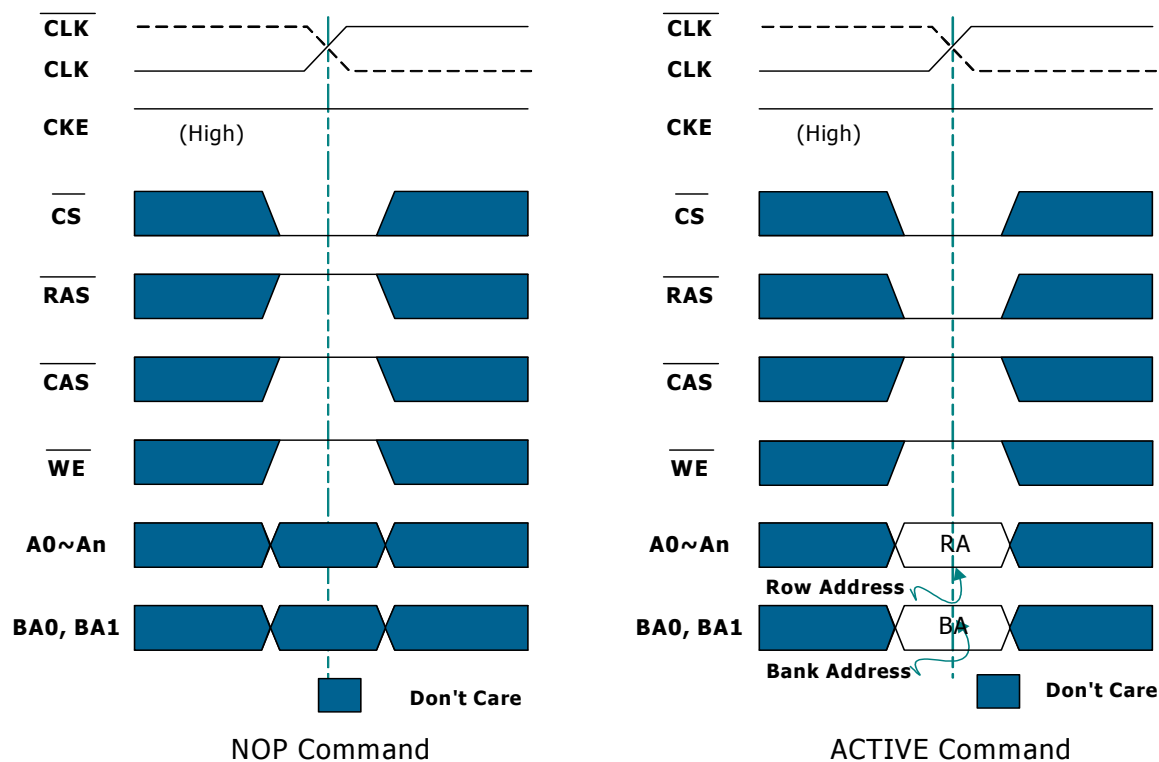 CLK
CLK
CKE
(High)
CS
RAS
CAS
WE
A0~An
BA0, BA1
Don't Care
NOP Command
CLK
CLK
CKE
(High)
CS
RAS
CAS
WE
A0~An
RA
Row Address
BA0, BA1
BA
Bank Address
Don't Care
ACTIVE Command